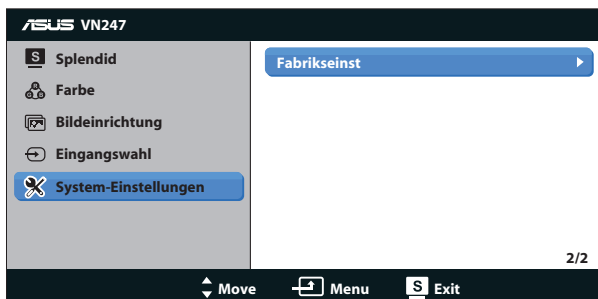 ASUS VN247
S Splendid
Farbe
Bildeinrichtung
Eingangswahl
System-Einstellungen
Fabrikseinst
2/2
Move Menu S Exit